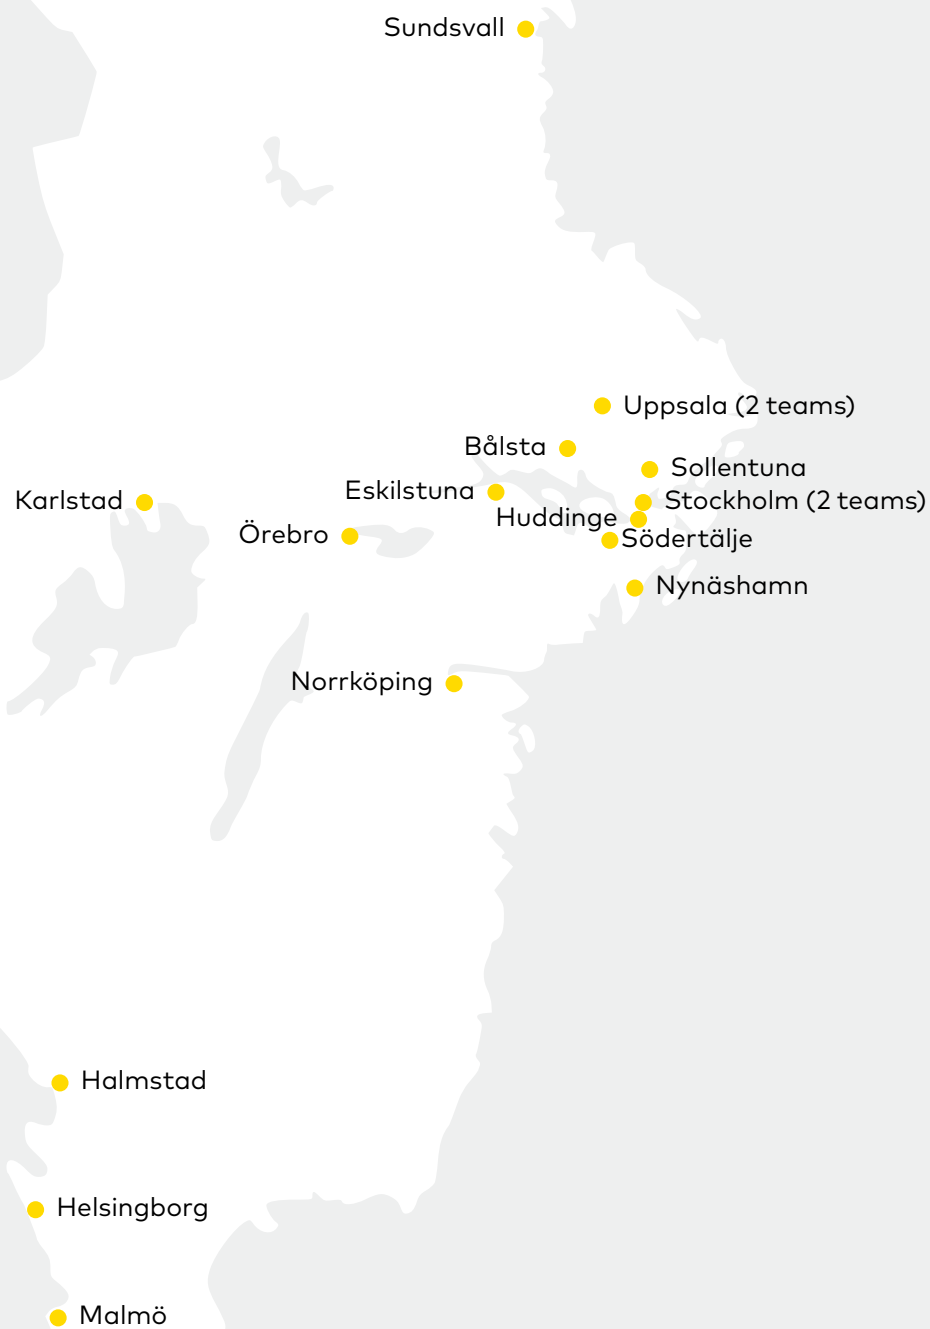 Sundsvall
Uppsala (2 teams)
Bålsta
Sollentuna
Eskilstuna
Karlstad
Stockholm (2 teams)
Huddinge
Örebro
Södertälje
Nynäshamn
Norrköping
Halmstad
Helsingborg
Malmö